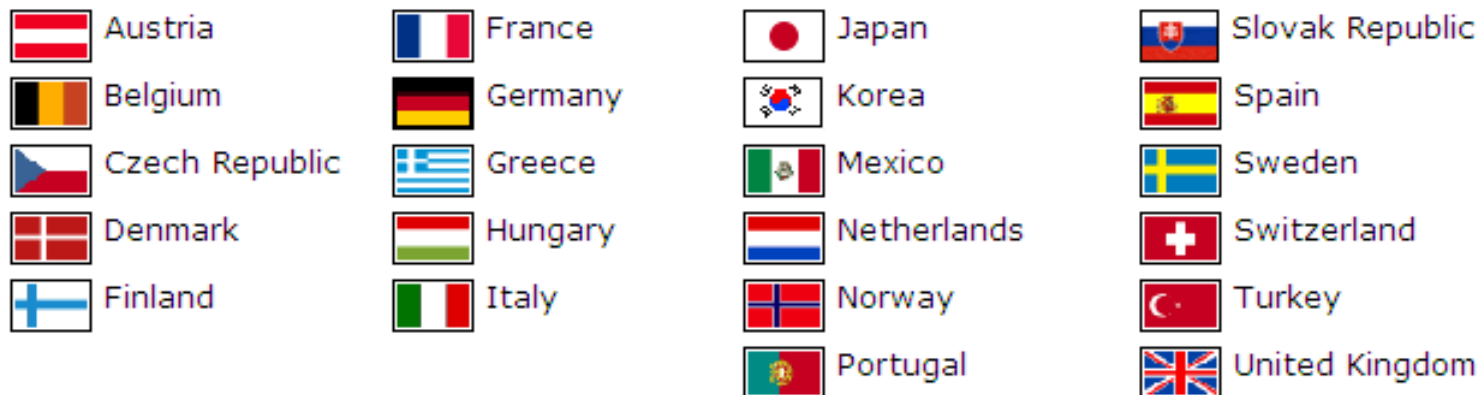 Austria
Belgium
Czech Republic
Denmark
Finland
France
Germany
Greece
Hungary
Italy
Japan
Korea
Mexico
Netherlands
Norway
Portugal
Slovak Republic
Spain
Sweden
Switzerland
Turkey
United Kingdom